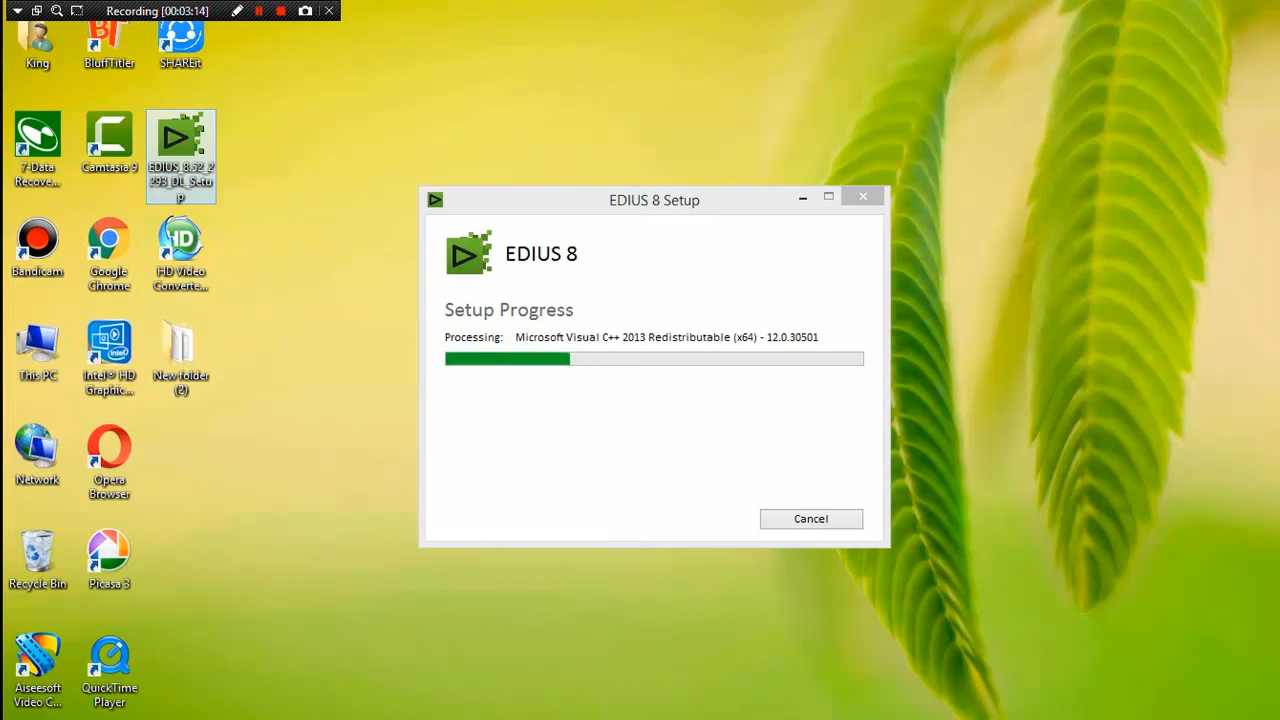 Recording [00:03:14]
King
BluffTitler
SHAREit
7-Data
Recove...
Camtasia 9
EDIUS_8.52_2
293_DL_Setu
p
Bandicam
Google
Chrome
HD Video
Converte...
This PC
Intel® HD
Graphic...
New folder
(2)
Network
Opera
Browser
Recycle Bin
Picasa 3
Aiseesoft
Video C...
QuickTime
Player
EDIUS 8 Setup
EDIUS 8
Setup Progress
Processing: Microsoft Visual C++ 2013 Redistributable (x64) - 12.0.30501
Cancel